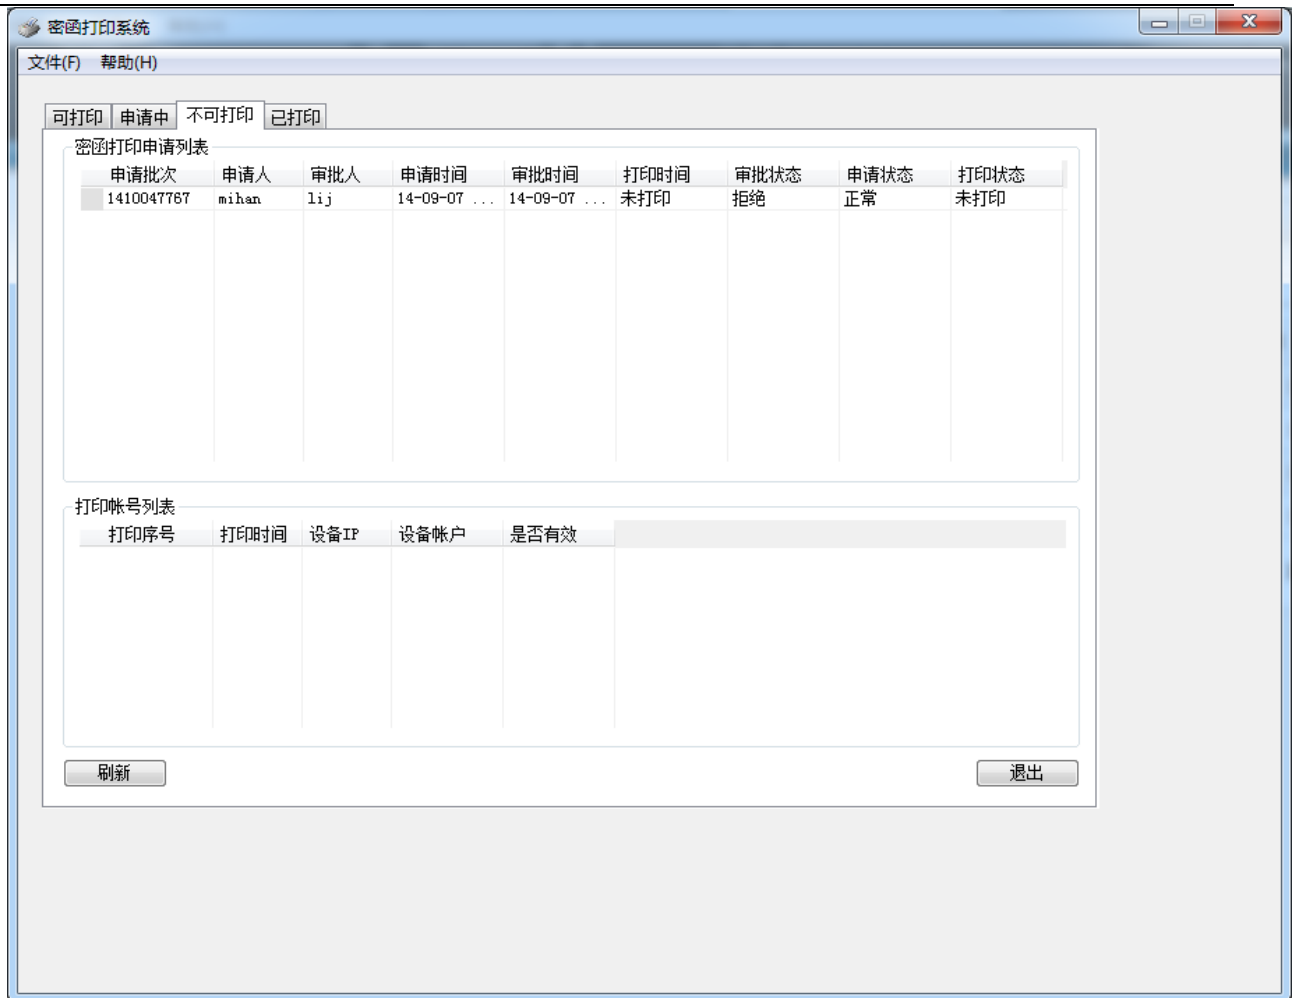 密函打印系统
文件(F) 帮助(H)
可打印 申请中 不可打印 已打印
密函打印申请列表
申请批次 申请人 审批人 申请时间 审批时间 打印时间 审批状态 申请状态 打印状态
1410047767 mihan lij 14-09-07 ... 14-09-07 ... 未打印 拒绝 正常 未打印
打印帐号列表
打印序号 打印时间 设备IP 设备帐户 是否有效
刷新 退出